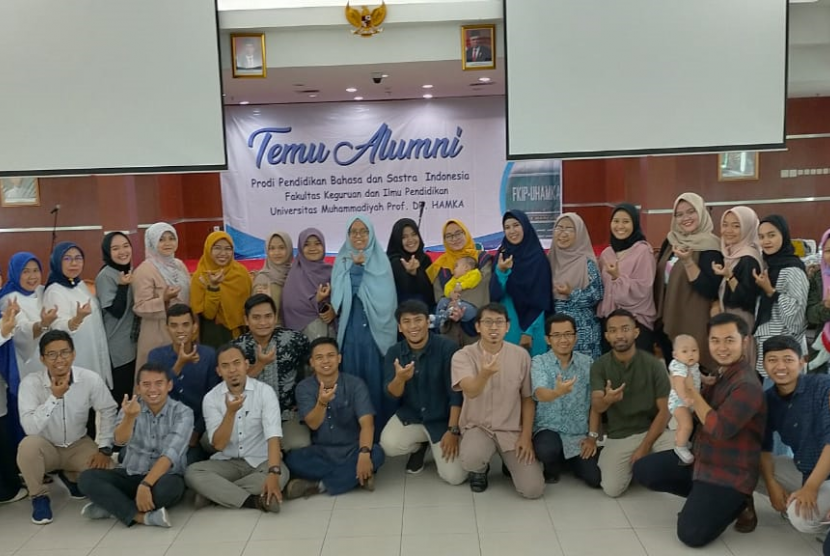 Temu Alumni
Prodi Pendidikan Bahasa dan Sastra Indonesia
Fakultas Keguruan dan Ilmu Pendidikan
Universitas Muhammadiyah Prof. DR. HAMKA
FKIP-UHAMKA